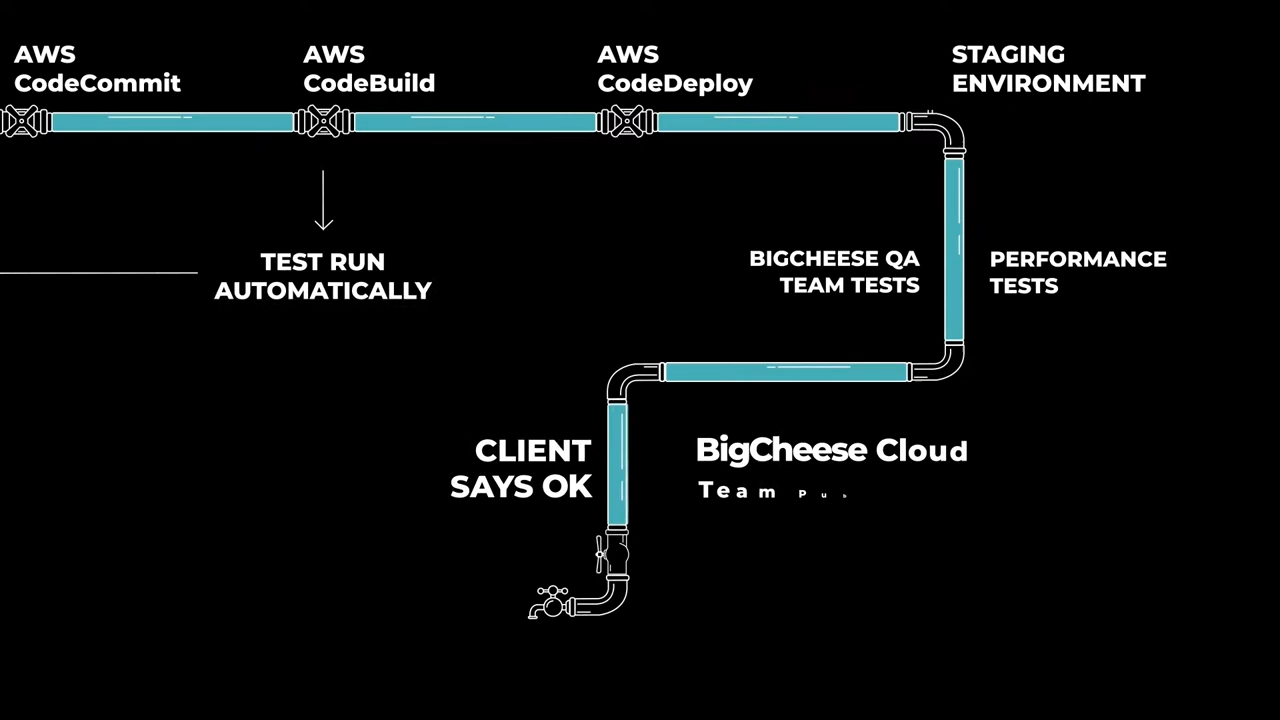 AWS
CodeCommit
AWS
CodeBuild
AWS
CodeDeploy
STAGING
ENVIRONMENT
TEST RUN
AUTOMATICALLY
BIGCHEESE QA
TEAM TESTS
PERFORMANCE
TESTS
CLIENT
SAYS OK
BigCheese Cloud
Team Pub